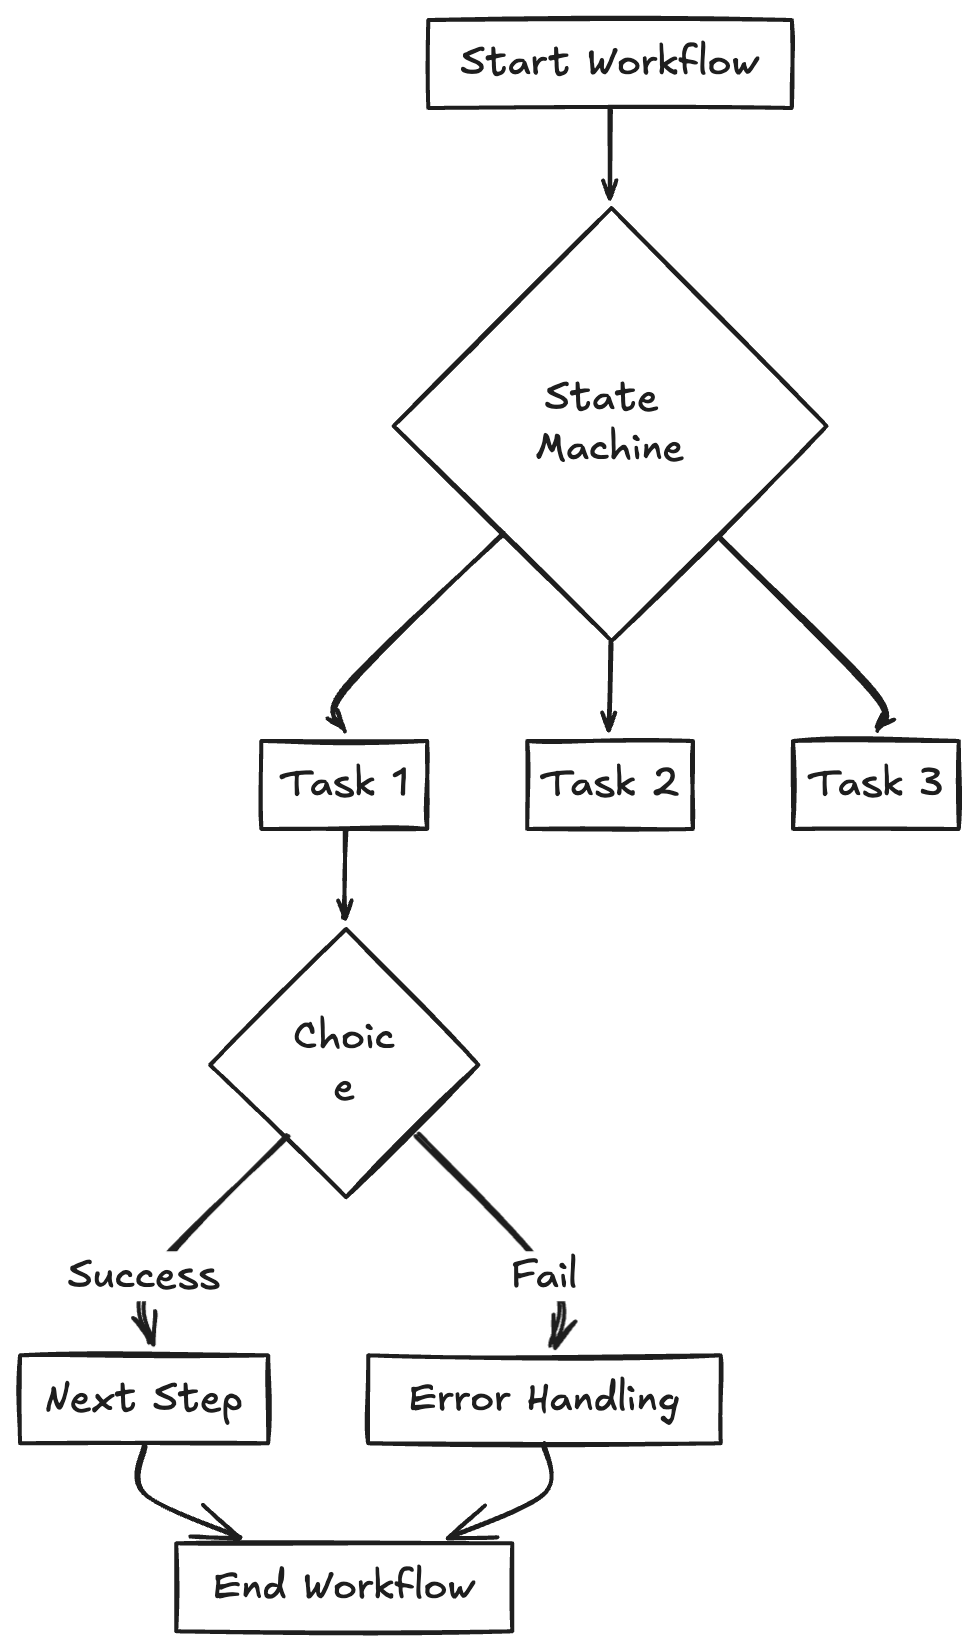 Start Workflow
State
Machine
Task 1
Task 2
Task 3
Choic
e
Success
Fail
Next Step
Error Handling
End Workflow